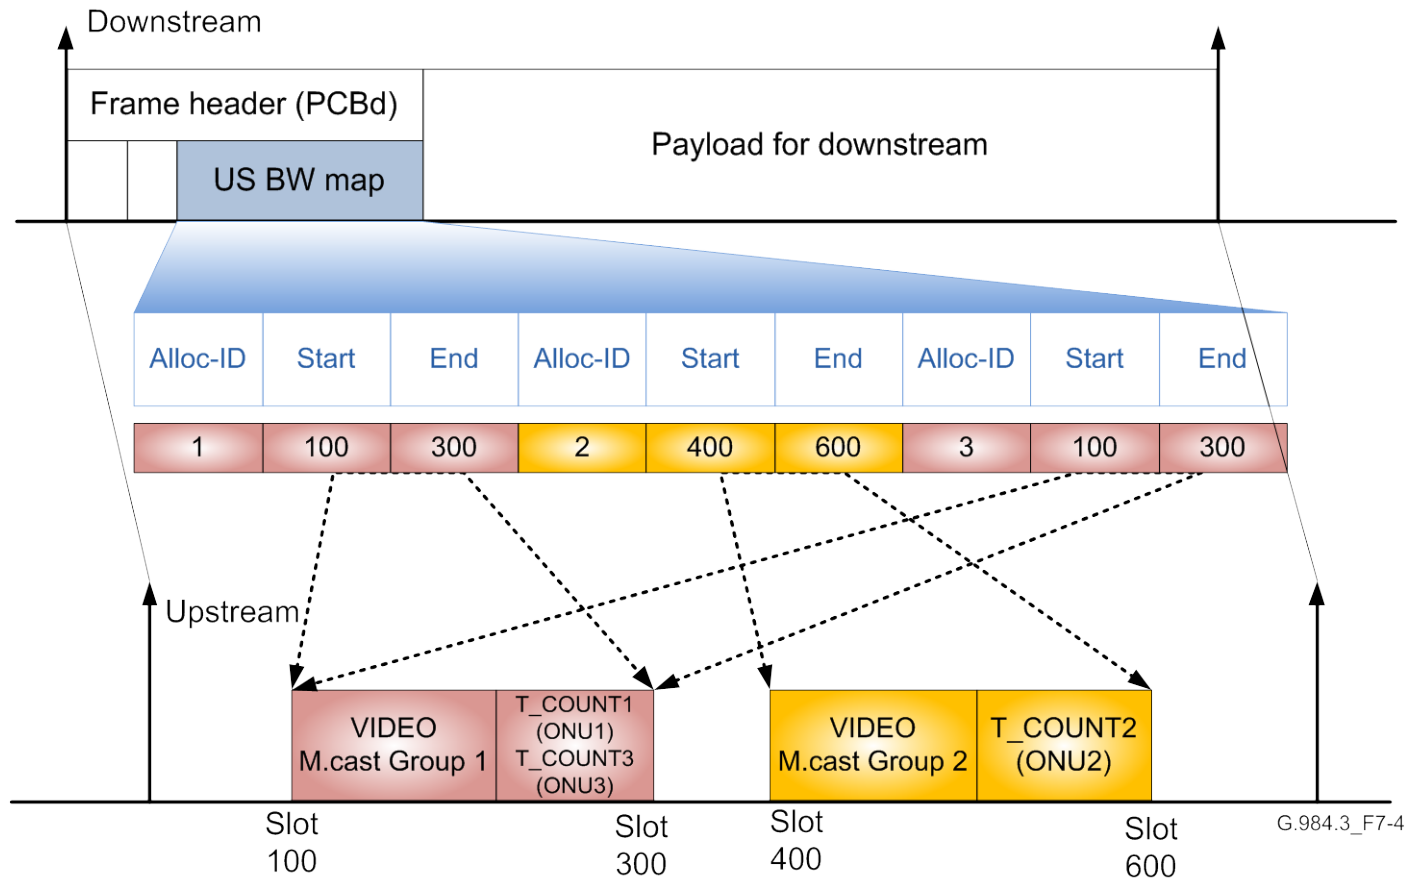 Downstream
Frame header (PCBd)
Payload for downstream
US BW map
Alloc-ID Start End Alloc-ID Start End Alloc-ID Start End
1 100 300 2 400 600 3 100 300
Upstream
VIDEO
M.cast Group 1
T_COUNT1
(ONU1)
T_COUNT3
(ONU3)
VIDEO
M.cast Group 2
T_COUNT2
(ONU2)
Slot
100
Slot
300
Slot
400
Slot
600
G.984.3_F7-4